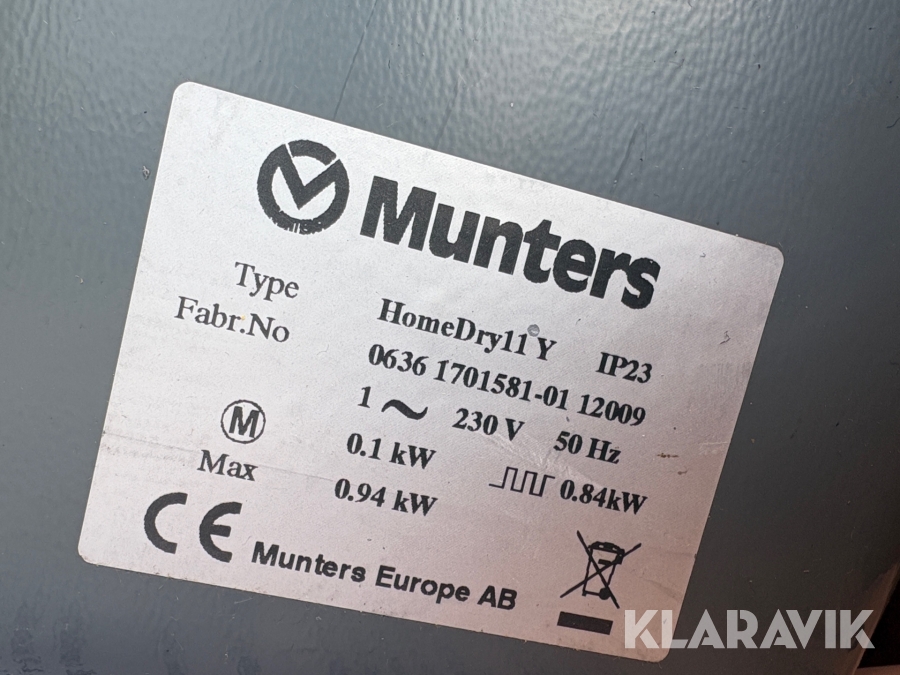 Munters
Type HomeDry11 Y IP23
Fabr.No 0636 1701581-01 12009
1 ~ 230 V 50 Hz
M 0.1 kW 0.84kW
Max 0.94 kW
CE Munters Europe AB
KLARAVIK